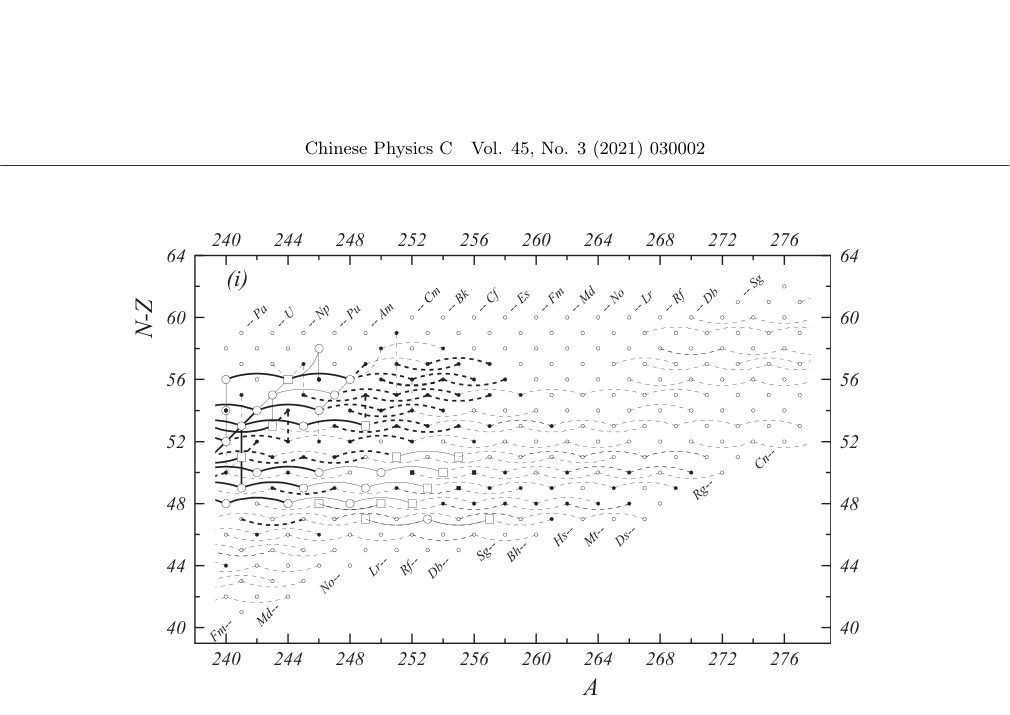 Chinese Physics C Vol. 45, No. 3 (2021) 030002
240 244 248 252 256 260 264 268 272 276
64 (i) 64
N-Z
-- Pa -- U -- Np -- Pu -- Am -- Cm -- Bk -- Cf -- Es -- Fm -- Md -- No -- Lr -- Rf -- Db -- Sg
60 60
56 56
52 52
Cn--
Rg--
48 48
Sg-- Bh-- Hs-- Mt-- Ds--
44 44
No-- Lr-- Rf-- Db--
40 40
Fm-- Md--
240 244 248 252 256 260 264 268 272 276
A